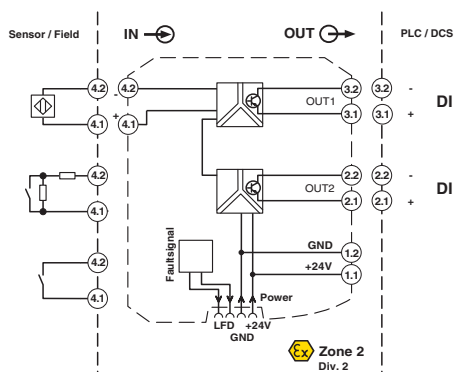 Sensor / Field
IN
OUT
PLC / DCS
4.2
4.2
-
3.2
3.2
-
OUT1
DI
4.1
+
4.1
3.1
3.1
+
4.2
2.2
2.2
-
OUT2
DI
4.1
2.1
2.1
+
Faultsignal
GND
1.2
4.2
+24V
1.1
4.1
Power
LFD
+24V
GND
Ex
Zone 2
Div. 2